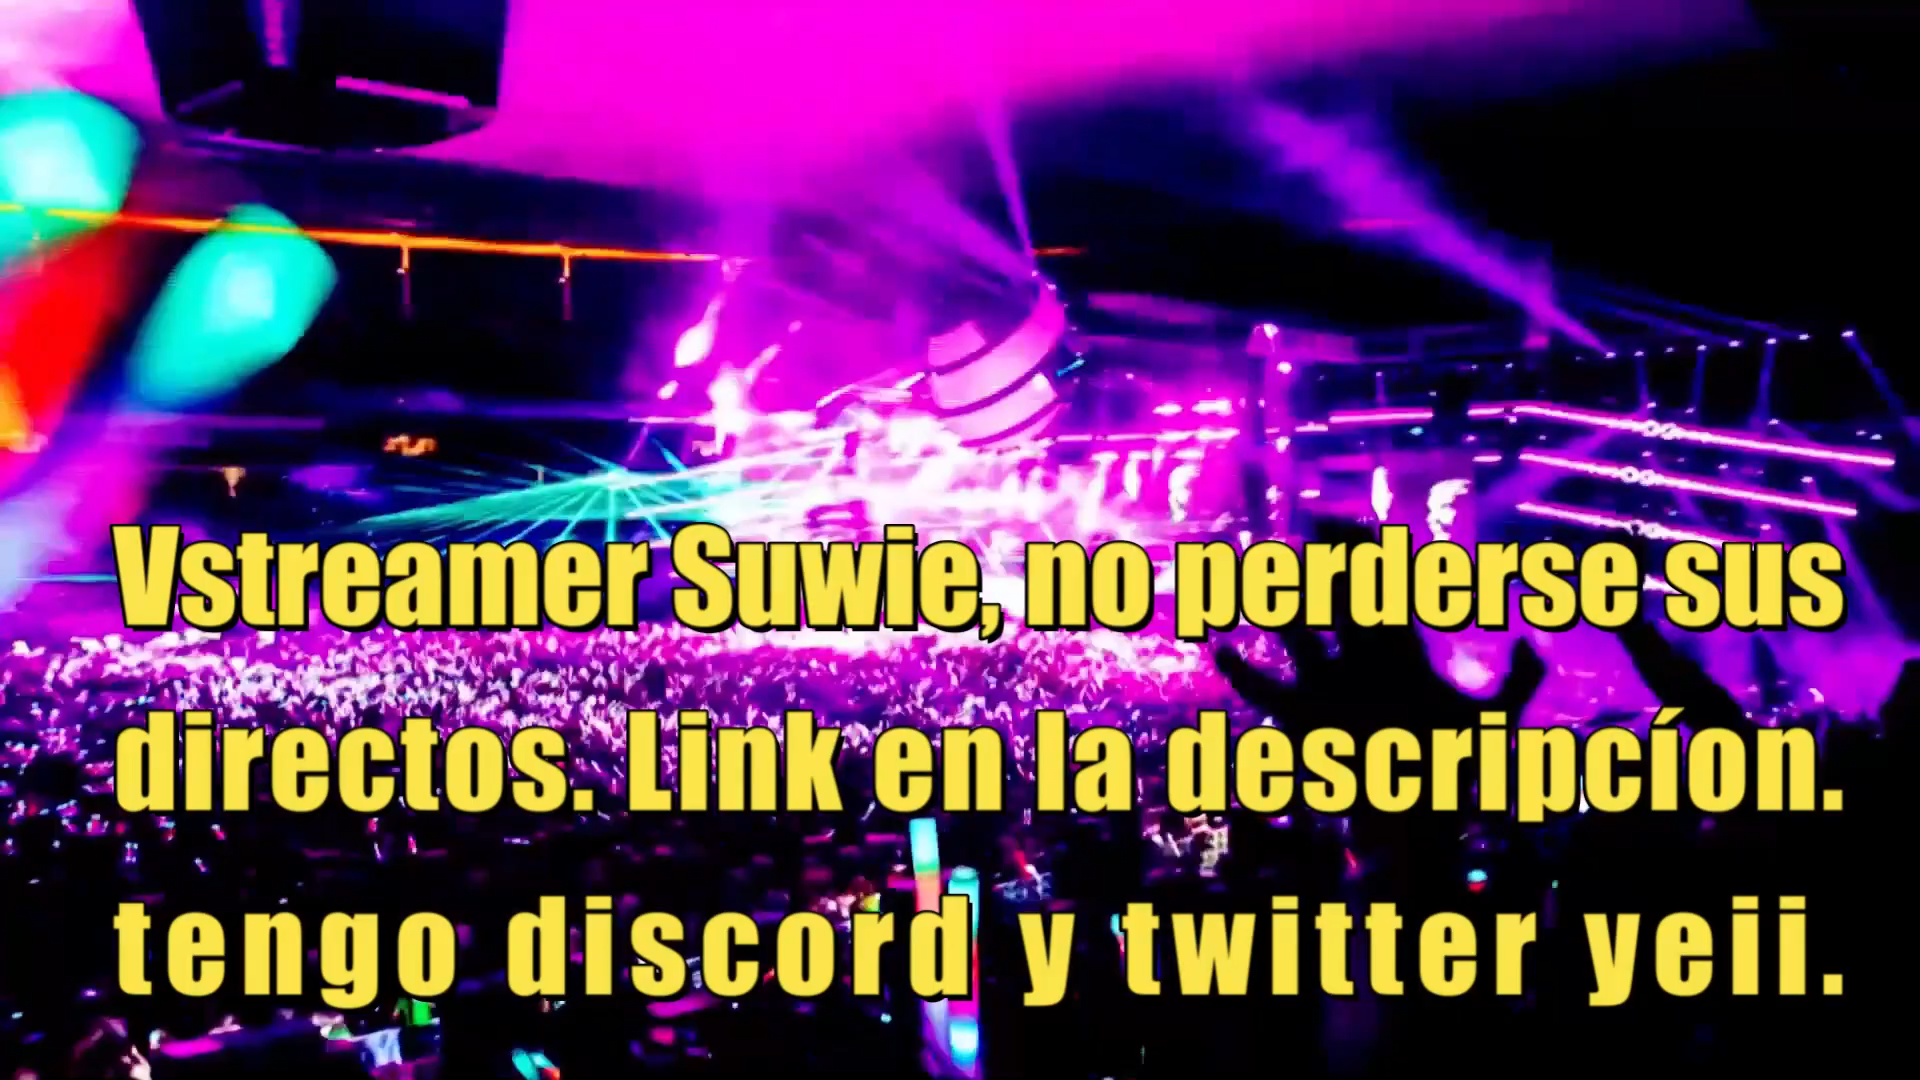 Vstreamer Suwie, no perderse sus
directos. Link en la descripcíon.
tengo discord y twitter yeii.